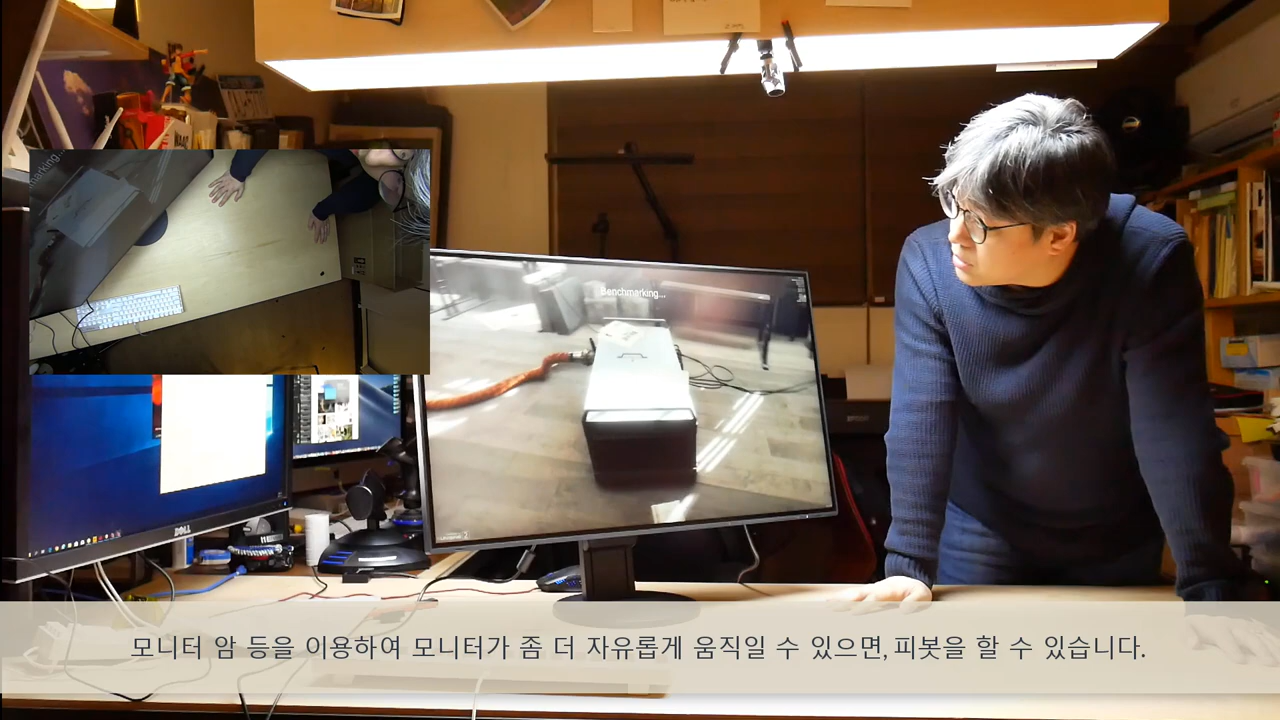 marking...
Benchmarking...
DELL
모니터 암 등을 이용하여 모니터가 좀 더 자유롭게 움직일 수 있으면, 피봇을 할 수 있습니다.